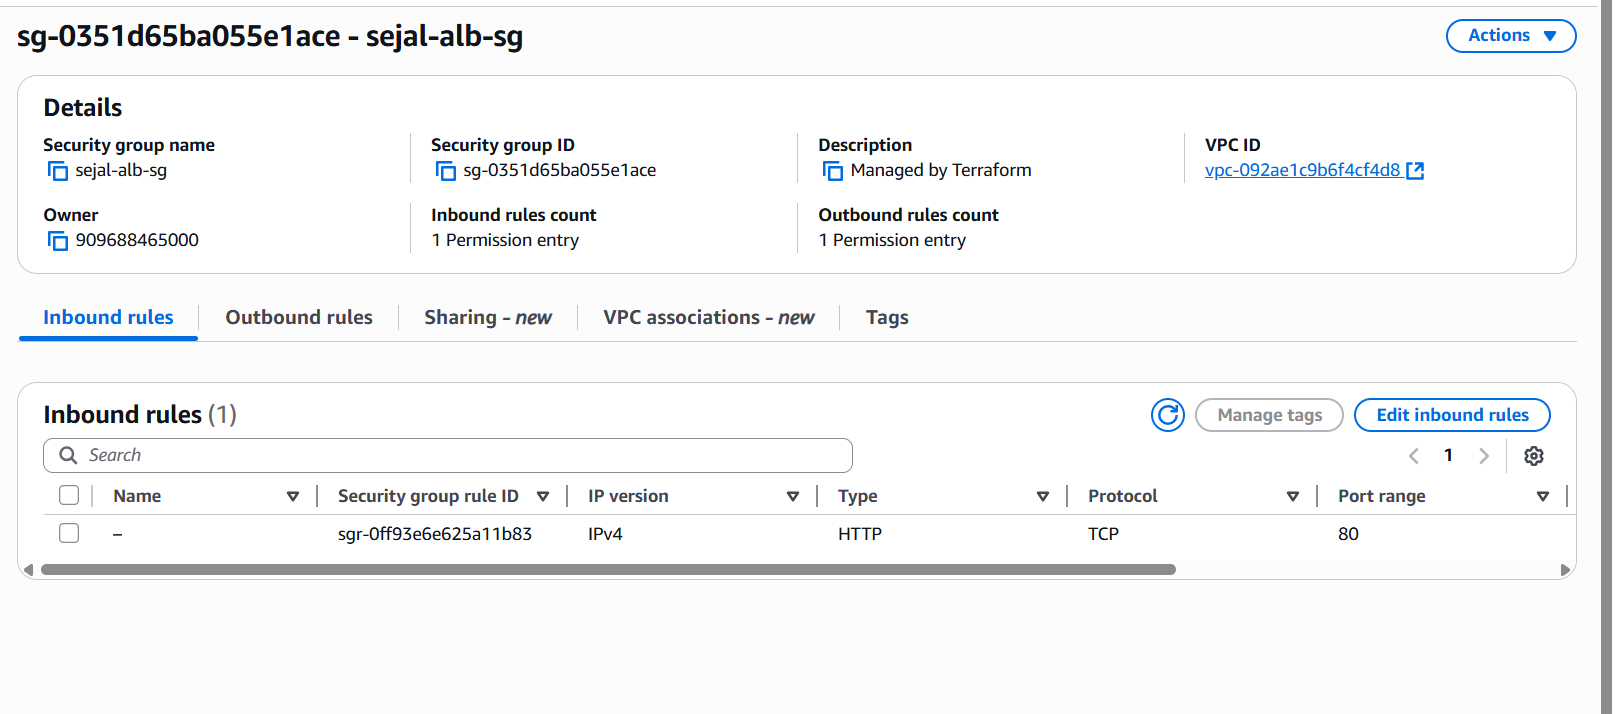 sg-0351d65ba055e1ace - sejal-alb-sg
Actions
Details
Security group name
sejal-alb-sg
Security group ID
sg-0351d65ba055e1ace
Description
Managed by Terraform
VPC ID
vpc-092ae1c9b6f4cf4d8
Owner
909688465000
Inbound rules count
1 Permission entry
Outbound rules count
1 Permission entry
Inbound rules
Outbound rules
Sharing - new
VPC associations - new
Tags
Inbound rules (1)
Manage tags
Edit inbound rules
Search
1
Name Security group rule ID IP version Type Protocol Port range
– sgr-0ff93e6e625a11b83 IPv4 HTTP TCP 80